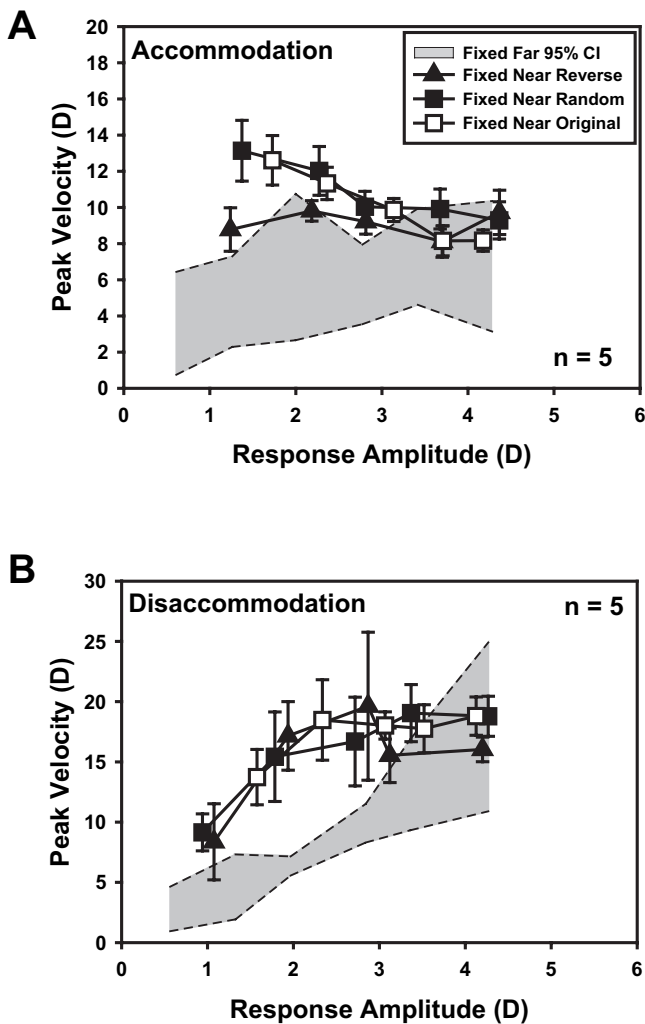 A
Accommodation
Fixed Far 95% CI
Fixed Near Reverse
Fixed Near Random
Fixed Near Original
Peak Velocity (D)
20
18
16
14
12
10
8
6
4
2
0
n = 5
0 1 2 3 4 5 6
Response Amplitude (D)
B
Disaccommodation
n = 5
Peak Velocity (D)
30
25
20
15
10
5
0
0 1 2 3 4 5 6
Response Amplitude (D)